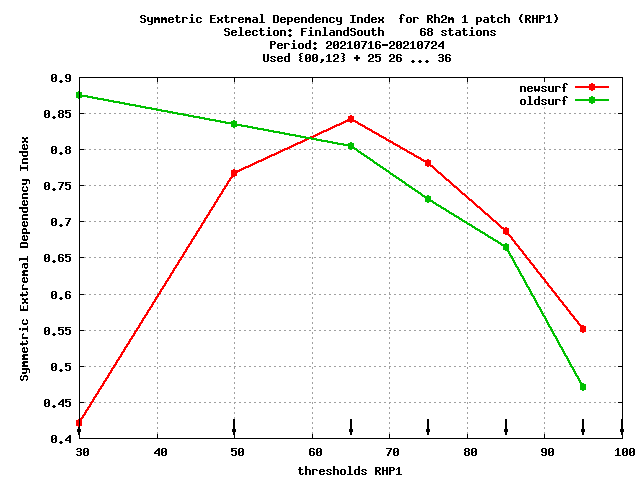 Symmetric Extremal Dependency Index  for Rh2m 1 patch (RHP1)
Selection: FinlandSouth     68 stations
Period: 20210716-20210724
Used {00,12} + 25 26 ... 36
newsurf
oldsurf
Symmetric Extremal Dependency Index
0.9
0.85
0.8
0.75
0.7
0.65
0.6
0.55
0.5
0.45
0.4
30 40 50 60 70 80 90 100
thresholds RHP1